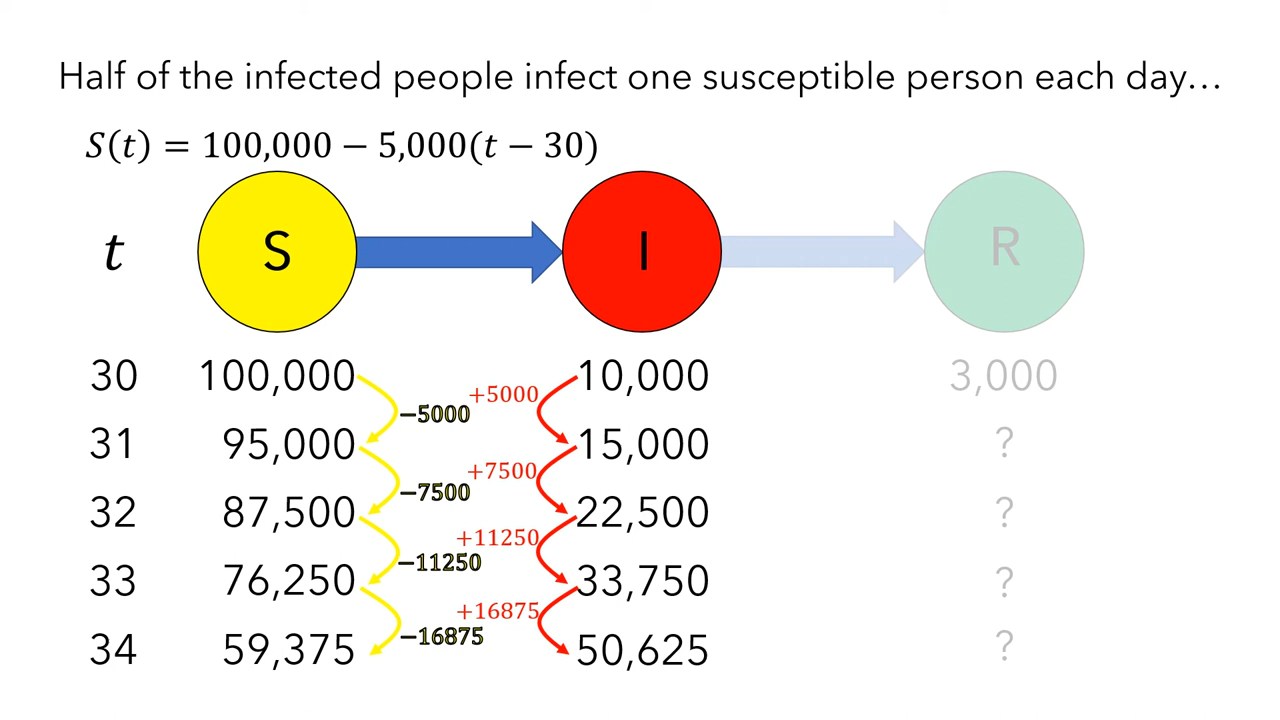 Half of the infected people infect one susceptible person each day…
S(t) = 100,000 − 5,000(t − 30)
t S I R
30 100,000 10,000 3,000
−5000 +5000
31 95,000 15,000 ?
−7500 +7500
32 87,500 22,500 ?
−11250 +11250
33 76,250 33,750 ?
−16875 +16875
34 59,375 50,625 ?